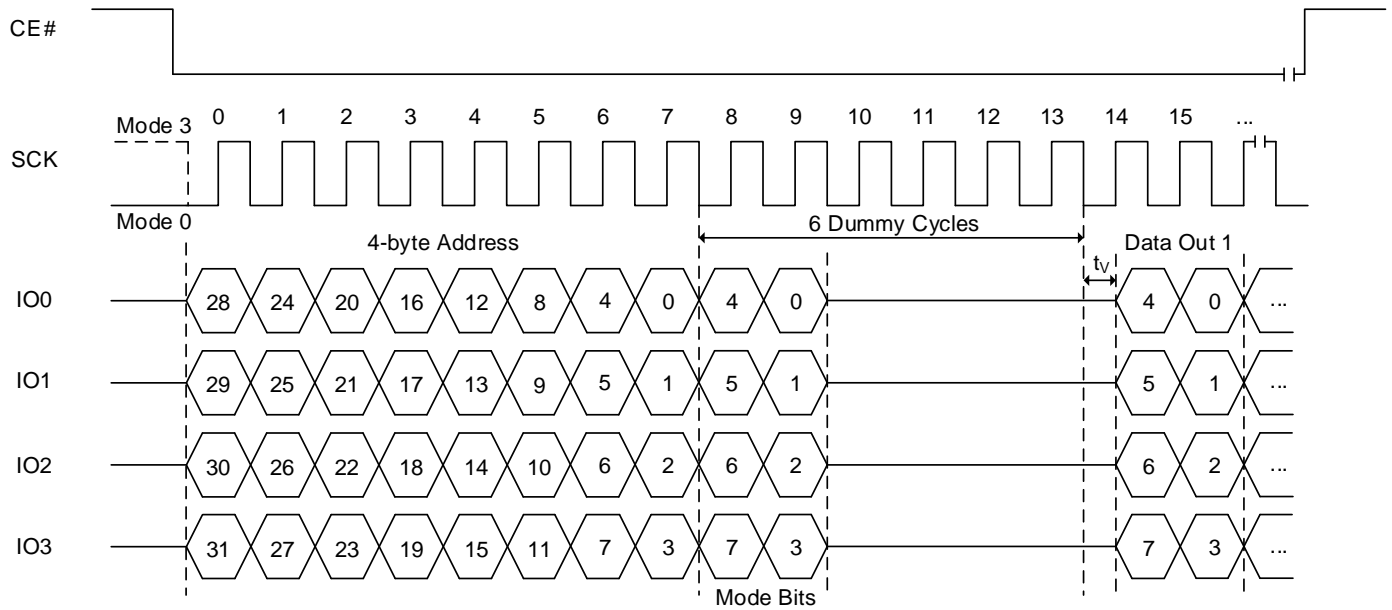 CE#
0 1 2 3 4 5 6 7 8 9 10 11 12 13 14 15 ...
Mode 3
SCK
Mode 0
6 Dummy Cycles
4-byte Address
Data Out 1
tV
IO0 28 24 20 16 12 8 4 0 4 0 4 0 ...
IO1 29 25 21 17 13 9 5 1 5 1 5 1 ...
IO2 30 26 22 18 14 10 6 2 6 2 6 2 ...
IO3 31 27 23 19 15 11 7 3 7 3 7 3 ...
Mode Bits